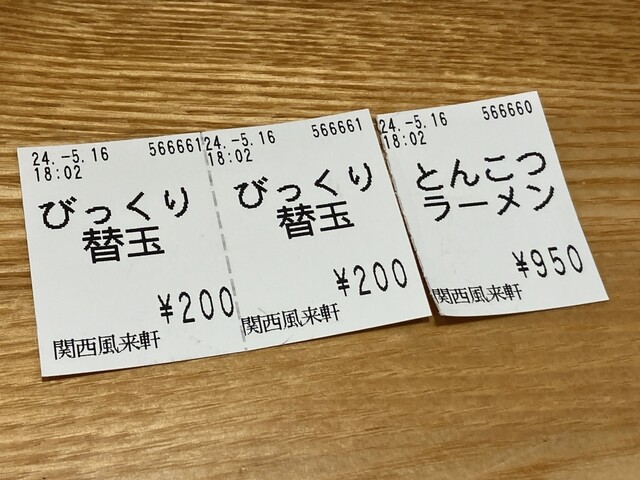 24.-5.16 566661
18:02
びっくり
替玉
¥200
関西風来軒
24.-5.16 566661
18:02
びっくり
替玉
¥200
関西風来軒
24.-5.16 566660
18:02
とんこつ
ラーメン
¥950
関西風来軒